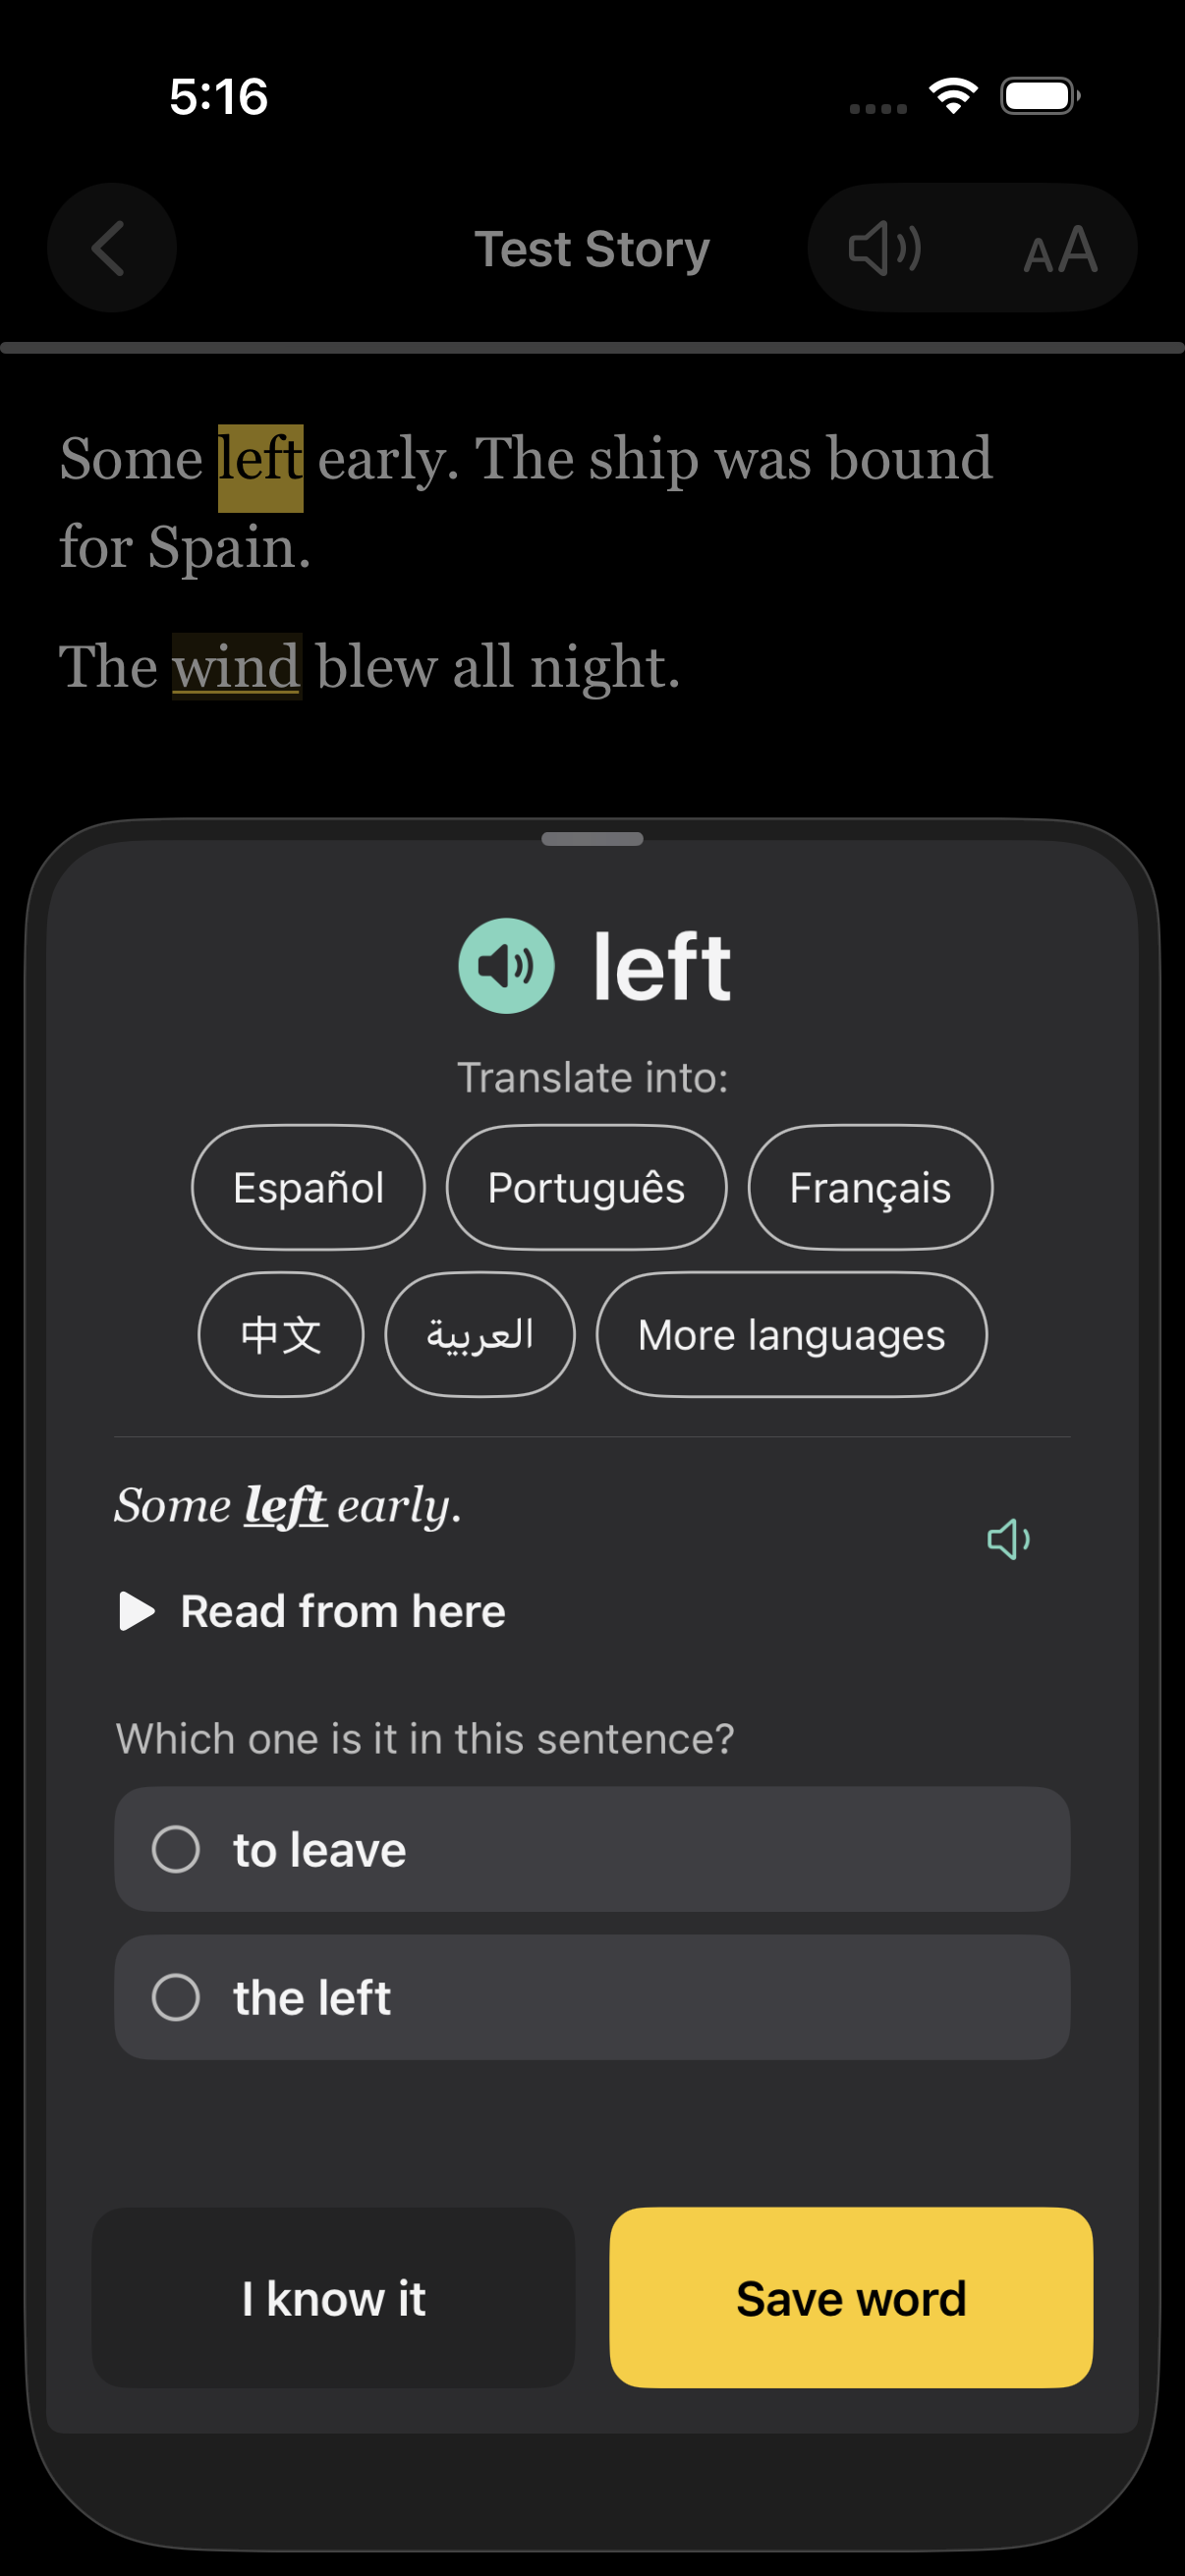 5:16
Test Story
AA
Some left early. The ship was bound
for Spain.
The wind blew all night.
left
Translate into:
Español Português Français
中文 العربية More languages
Some left early.
Read from here
Which one is it in this sentence?
to leave
the left
I know it Save word